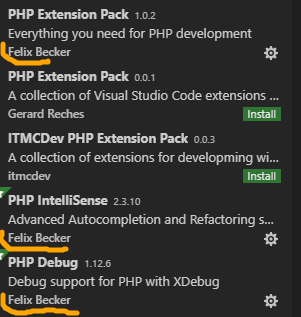 PHP Extension Pack 1.0.2
Everything you need for PHP development
Felix Becker
PHP Extension Pack 0.0.1
A collection of Visual Studio Code extensions ...
Gerard Reches Install
ITMCDev PHP Extension Pack 0.0.3
A collection of extensions for developming wi...
itmcdev Install
PHP IntelliSense 2.3.10
Advanced Autocompletion and Refactoring s...
Felix Becker
PHP Debug 1.12.6
Debug support for PHP with XDebug
Felix Becker